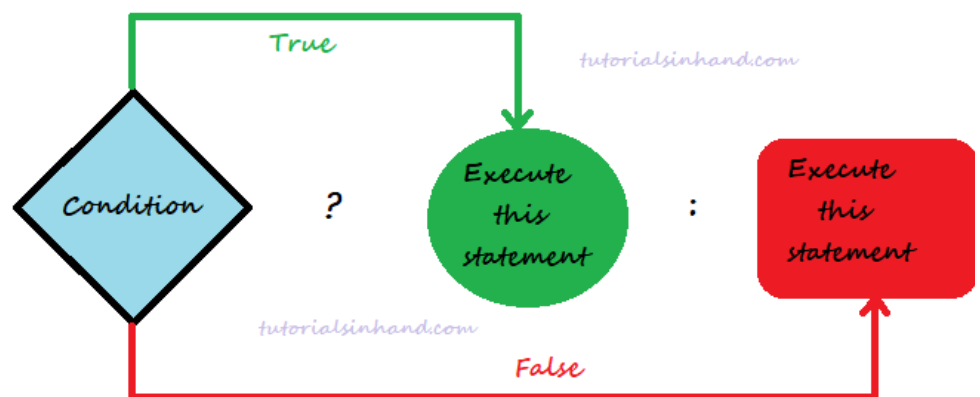 True
tutorialsinhand.com
Condition
?
Execute
this
statement
:
Execute
this
statement
tutorialsinhand.com
False